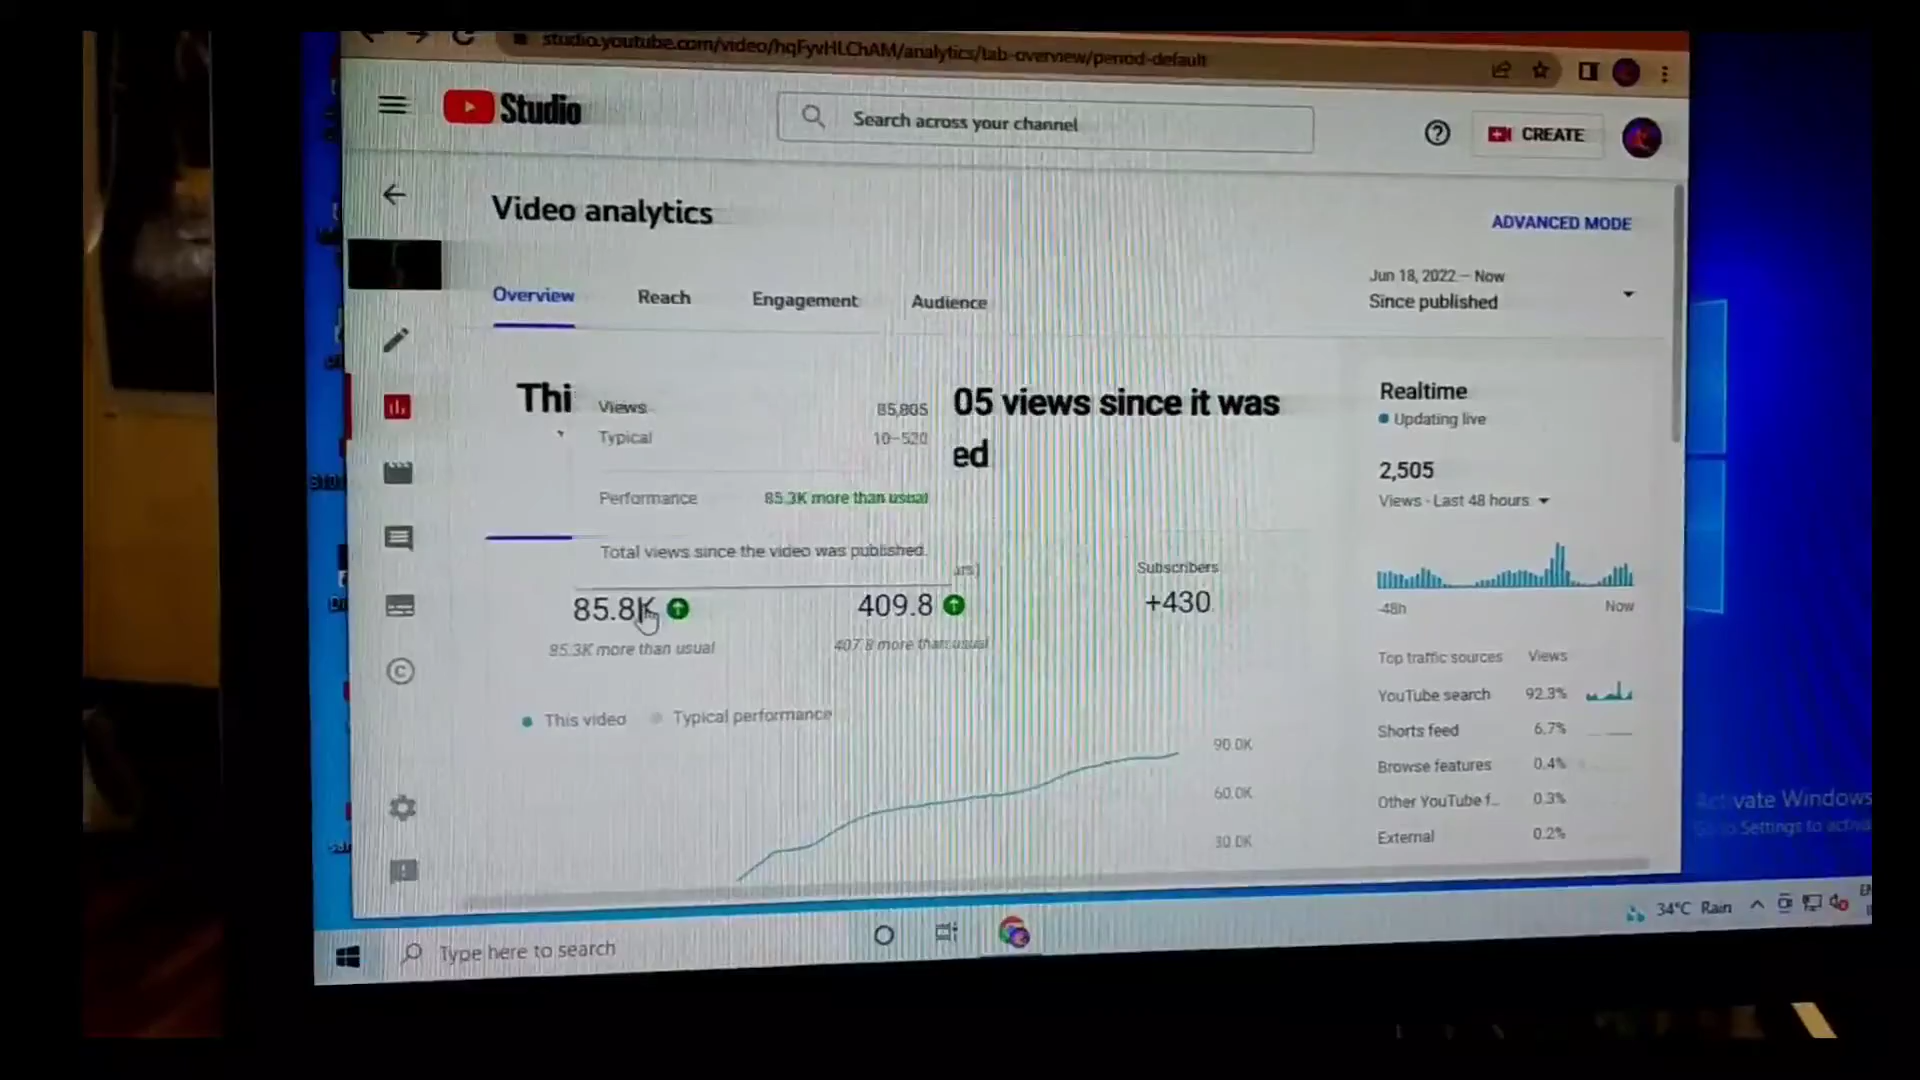 studio.youtube.com/video/hqFyvHLChAM/analytics/tab-overview/period-default
Studio
Search across your channel
CREATE
Video analytics
ADVANCED MODE
Overview
Reach
Engagement
Audience
Jun 18, 2022 – Now
Since published
Thi
05 views since it was
ed
Views
85,805
Typical
10–520
Performance
85.3K more than usual
Total views since the video was published.
Subscribers
85.8K
409.8
+430
85.3K more than usual
407.8 more than usual
This video
Typical performance
90.0K
60.0K
30.0K
Realtime
Updating live
2,505
Views · Last 48 hours
-48h
Now
Top traffic sources
Views
YouTube search
92.3%
Shorts feed
6.7%
Browse features
0.4%
Other YouTube f...
0.3%
External
0.2%
Activate Windows
Go to Settings to activa
Type here to search
34°C Rain